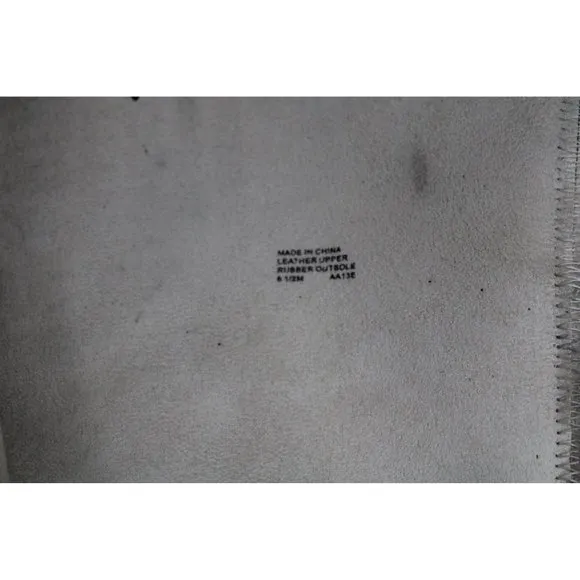 MADE IN CHINA
LEATHER UPPER
RUBBER OUTSOLE
6 1/2M AA13E